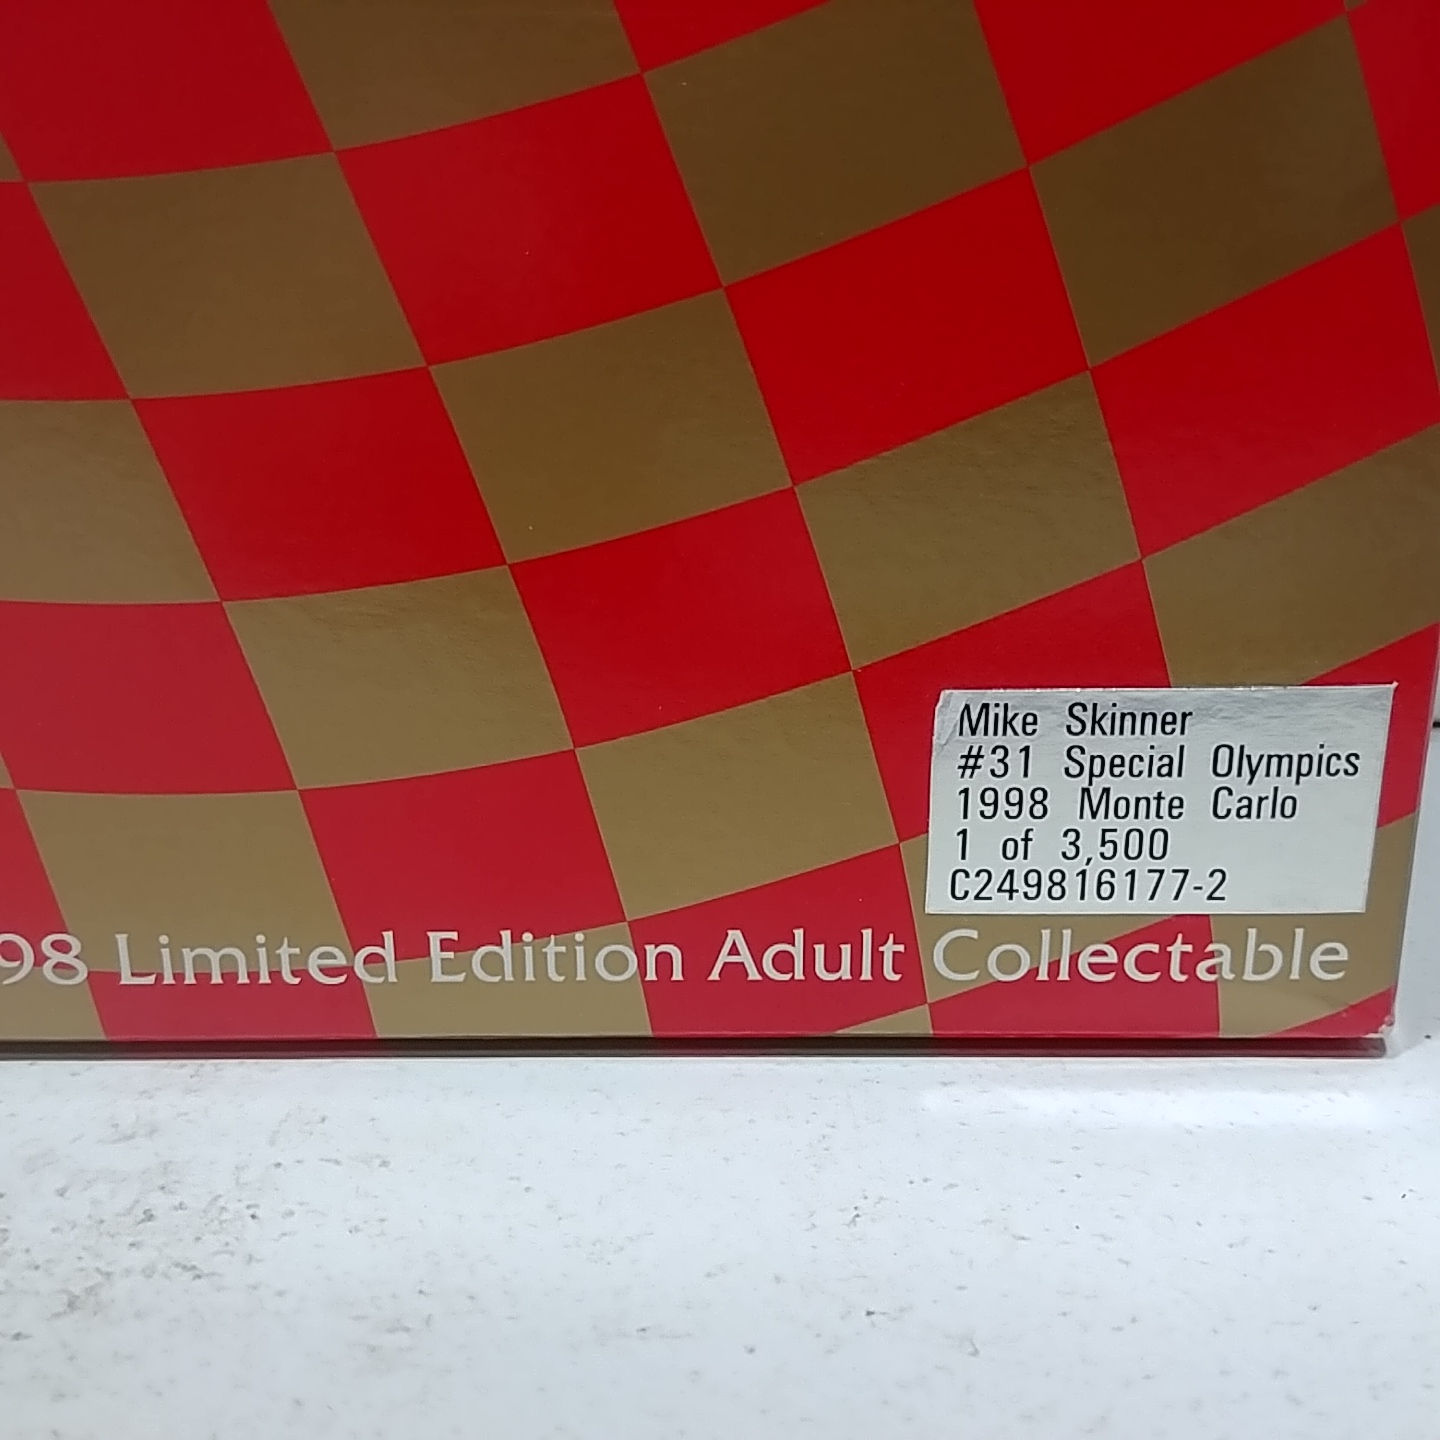 Mike Skinner
#31 Special Olympics
1998 Monte Carlo
1 of 3,500
C249816177-2
98 Limited Edition Adult Collectable